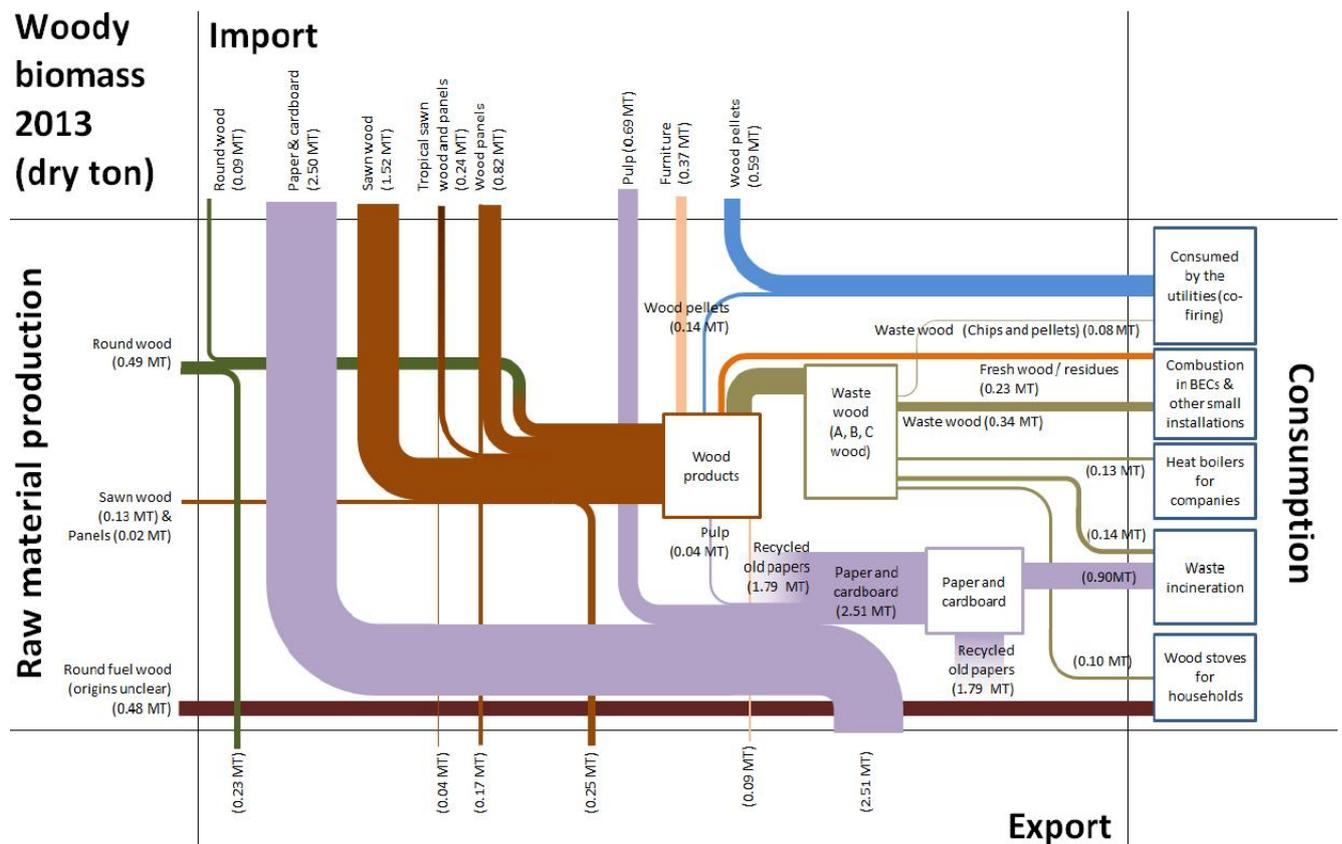 Woody
biomass
2013
(dry ton)
Import
Round wood
(0.09 MT)
Paper & cardboard
(2.50 MT)
Sawn wood
(1.52 MT)
Tropical sawn
wood and panels
(0.24 MT)
Wood panels
(0.82 MT)
Pulp (0.69 MT)
Furniture
(0.37 MT)
Wood pellets
(0.59 MT)
Raw material production
Round wood
(0.49 MT)
Sawn wood
(0.13 MT) &
Panels (0.02 MT)
Round fuel wood
(origins unclear)
(0.48 MT)
Wood pellets
(0.14 MT)
Waste wood (Chips and pellets) (0.08 MT)
Fresh wood / residues
(0.23 MT)
Waste wood (0.34 MT)
(0.13 MT)
(0.14 MT)
(0.90MT)
(0.10 MT)
Waste
wood
(A, B, C
wood)
Wood
products
Pulp
(0.04 MT)
Recycled
old papers
(1.79 MT)
Paper and
cardboard
(2.51 MT)
Paper and
cardboard
Recycled
old papers
(1.79 MT)
Consumed
by the
utilities(co-
firing)
Combustion
in BECs &
other small
installations
Heat boilers
for
companies
Waste
incineration
Wood stoves
for
households
Consumption
(0.23 MT)
(0.04 MT)
(0.17 MT)
(0.25 MT)
(0.09 MT)
(2.51 MT)
Export